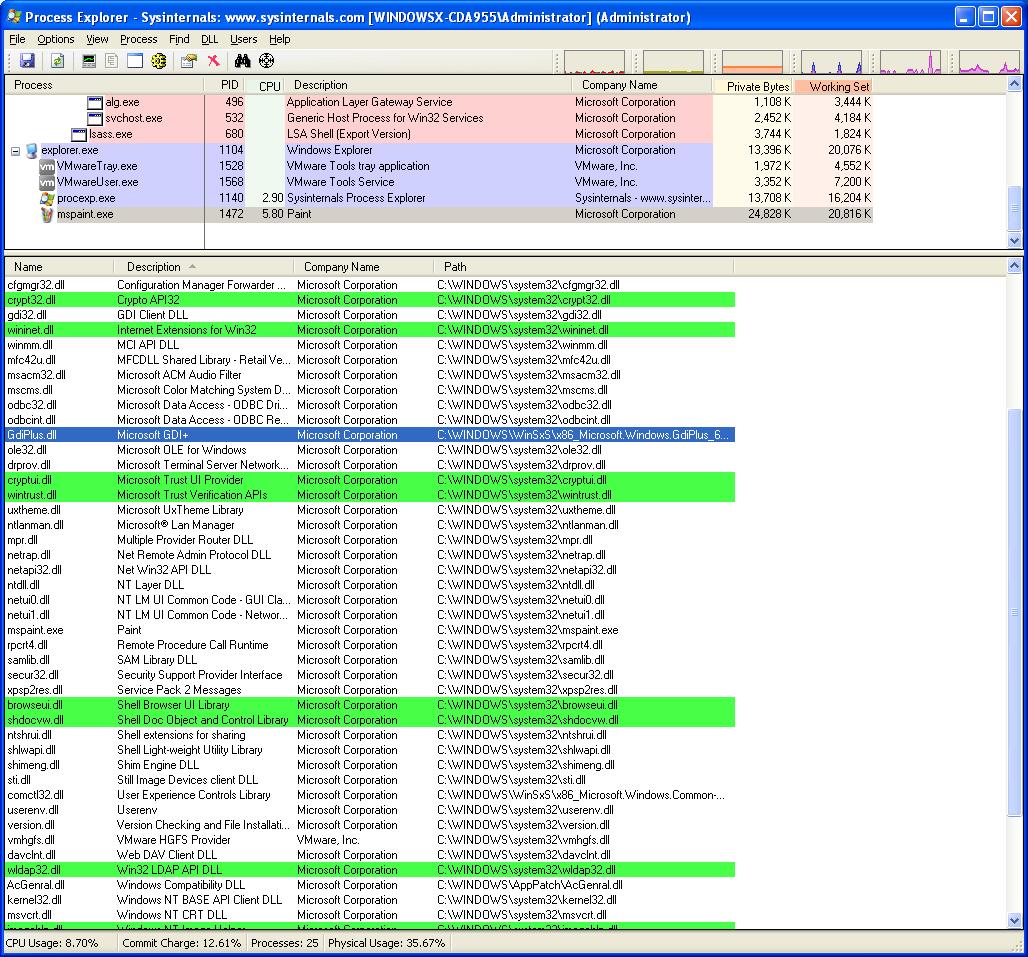 Process Explorer - Sysinternals: www.sysinternals.com [WINDOWSX-CDA955\Administrator] (Administrator)
File Options View Process Find DLL Users Help
Process PID CPU Description Company Name Private Bytes Working Set
alg.exe 496 Application Layer Gateway Service Microsoft Corporation 1,108 K 3,444 K
svchost.exe 532 Generic Host Process for Win32 Services Microsoft Corporation 2,452 K 4,184 K
lsass.exe 680 LSA Shell (Export Version) Microsoft Corporation 3,744 K 1,824 K
explorer.exe 1104 Windows Explorer Microsoft Corporation 13,396 K 20,076 K
vm VMwareTray.exe 1528 VMware Tools tray application VMware, Inc. 1,972 K 4,552 K
vm VMwareUser.exe 1568 VMware Tools Service VMware, Inc. 3,352 K 7,200 K
procexp.exe 1140 2.90 Sysinternals Process Explorer Sysinternals - www.sysinter... 13,708 K 16,204 K
mspaint.exe 1472 5.80 Paint Microsoft Corporation 24,828 K 20,816 K
Name Description Company Name Path
cfgmgr32.dll Configuration Manager Forwarder ... Microsoft Corporation C:\WINDOWS\system32\cfgmgr32.dll
crypt32.dll Crypto API32 Microsoft Corporation C:\WINDOWS\system32\crypt32.dll
gdi32.dll GDI Client DLL Microsoft Corporation C:\WINDOWS\system32\gdi32.dll
wininet.dll Internet Extensions for Win32 Microsoft Corporation C:\WINDOWS\system32\wininet.dll
winmm.dll MCI API DLL Microsoft Corporation C:\WINDOWS\system32\winmm.dll
mfc42u.dll MFCDLL Shared Library - Retail Ve... Microsoft Corporation C:\WINDOWS\system32\mfc42u.dll
msacm32.dll Microsoft ACM Audio Filter Microsoft Corporation C:\WINDOWS\system32\msacm32.dll
mscms.dll Microsoft Color Matching System D... Microsoft Corporation C:\WINDOWS\system32\mscms.dll
odbc32.dll Microsoft Data Access - ODBC Dri... Microsoft Corporation C:\WINDOWS\system32\odbc32.dll
odbcint.dll Microsoft Data Access - ODBC Re... Microsoft Corporation C:\WINDOWS\system32\odbcint.dll
GdiPlus.dll Microsoft GDI+ Microsoft Corporation C:\WINDOWS\WinSxS\x86_Microsoft.Windows.GdiPlus_6...
ole32.dll Microsoft OLE for Windows Microsoft Corporation C:\WINDOWS\system32\ole32.dll
drprov.dll Microsoft Terminal Server Network... Microsoft Corporation C:\WINDOWS\system32\drprov.dll
cryptui.dll Microsoft Trust UI Provider Microsoft Corporation C:\WINDOWS\system32\cryptui.dll
wintrust.dll Microsoft Trust Verification APIs Microsoft Corporation C:\WINDOWS\system32\wintrust.dll
uxtheme.dll Microsoft UxTheme Library Microsoft Corporation C:\WINDOWS\system32\uxtheme.dll
ntlanman.dll Microsoft® Lan Manager Microsoft Corporation C:\WINDOWS\system32\ntlanman.dll
mpr.dll Multiple Provider Router DLL Microsoft Corporation C:\WINDOWS\system32\mpr.dll
netrap.dll Net Remote Admin Protocol DLL Microsoft Corporation C:\WINDOWS\system32\netrap.dll
netapi32.dll Net Win32 API DLL Microsoft Corporation C:\WINDOWS\system32\netapi32.dll
ntdll.dll NT Layer DLL Microsoft Corporation C:\WINDOWS\system32\ntdll.dll
netui0.dll NT LM UI Common Code - GUI Cla... Microsoft Corporation C:\WINDOWS\system32\netui0.dll
netui1.dll NT LM UI Common Code - Networ... Microsoft Corporation C:\WINDOWS\system32\netui1.dll
mspaint.exe Paint Microsoft Corporation C:\WINDOWS\system32\mspaint.exe
rpcrt4.dll Remote Procedure Call Runtime Microsoft Corporation C:\WINDOWS\system32\rpcrt4.dll
samlib.dll SAM Library DLL Microsoft Corporation C:\WINDOWS\system32\samlib.dll
secur32.dll Security Support Provider Interface Microsoft Corporation C:\WINDOWS\system32\secur32.dll
xpsp2res.dll Service Pack 2 Messages Microsoft Corporation C:\WINDOWS\system32\xpsp2res.dll
browseui.dll Shell Browser UI Library Microsoft Corporation C:\WINDOWS\system32\browseui.dll
shdocvw.dll Shell Doc Object and Control Library Microsoft Corporation C:\WINDOWS\system32\shdocvw.dll
ntshrui.dll Shell extensions for sharing Microsoft Corporation C:\WINDOWS\system32\ntshrui.dll
shlwapi.dll Shell Light-weight Utility Library Microsoft Corporation C:\WINDOWS\system32\shlwapi.dll
shimeng.dll Shim Engine DLL Microsoft Corporation C:\WINDOWS\system32\shimeng.dll
sti.dll Still Image Devices client DLL Microsoft Corporation C:\WINDOWS\system32\sti.dll
comctl32.dll User Experience Controls Library Microsoft Corporation C:\WINDOWS\WinSxS\x86_Microsoft.Windows.Common-...
userenv.dll Userenv Microsoft Corporation C:\WINDOWS\system32\userenv.dll
version.dll Version Checking and File Installati... Microsoft Corporation C:\WINDOWS\system32\version.dll
vmhgfs.dll VMware HGFS Provider VMware, Inc. C:\WINDOWS\system32\vmhgfs.dll
davclnt.dll Web DAV Client DLL Microsoft Corporation C:\WINDOWS\system32\davclnt.dll
wldap32.dll Win32 LDAP API DLL Microsoft Corporation C:\WINDOWS\system32\wldap32.dll
AcGenral.dll Windows Compatibility DLL Microsoft Corporation C:\WINDOWS\AppPatch\AcGenral.dll
kernel32.dll Windows NT BASE API Client DLL Microsoft Corporation C:\WINDOWS\system32\kernel32.dll
msvcrt.dll Windows NT CRT DLL Microsoft Corporation C:\WINDOWS\system32\msvcrt.dll
CPU Usage: 8.70% Commit Charge: 12.61% Processes: 25 Physical Usage: 35.67%